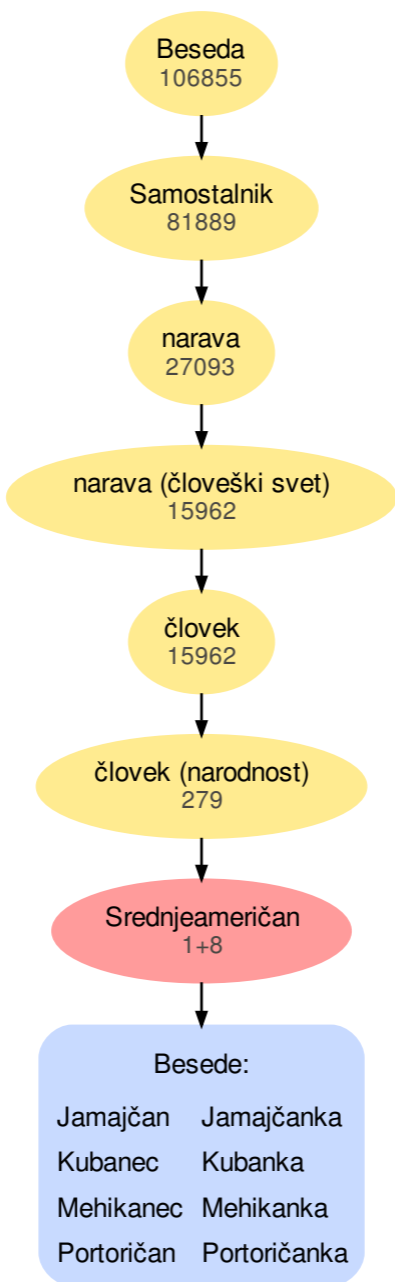 Beseda
106855
Samostalnik
81889
narava
27093
narava (človeški svet)
15962
človek
15962
človek (narodnost)
279
Srednjeameričan
1+8
Besede:
Jamajčan Jamajčanka
Kubanec Kubanka
Mehikanec Mehikanka
Portoričan Portoričanka